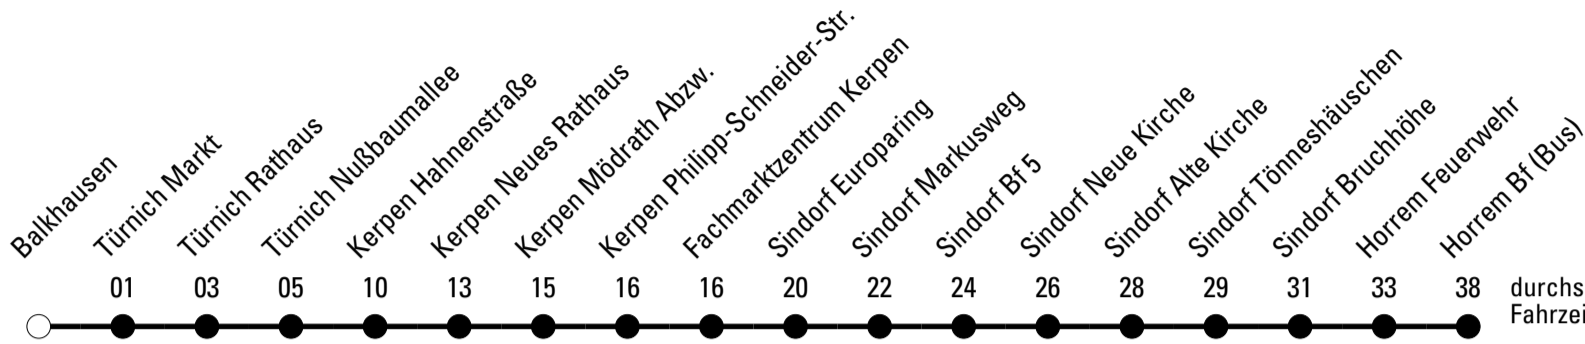 Balkhausen
Türnich Markt
Türnich Rathaus
Türnich Nußbaumallee
Kerpen Hahnenstraße
Kerpen Neues Rathaus
Kerpen Mödrath Abzw.
Kerpen Philipp-Schneider-Str.
Fachmarktzentrum Kerpen
Sindorf Europaring
Sindorf Markusweg
Sindorf Bf 5
Sindorf Neue Kirche
Sindorf Alte Kirche
Sindorf Tönneshäuschen
Sindorf Bruchhöhe
Horrem Feuerwehr
Horrem Bf (Bus)
01 03 05 10 13 15 16 16 20 22 24 26 28 29 31 33 38 durchs
Fahrzei